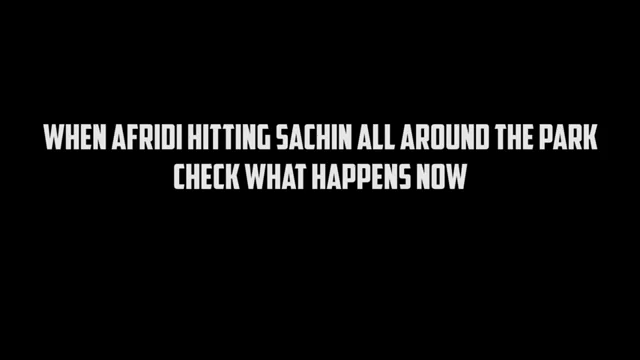 WHEN AFRIDI HITTING SACHIN ALL AROUND THE PARK
CHECK WHAT HAPPENS NOW